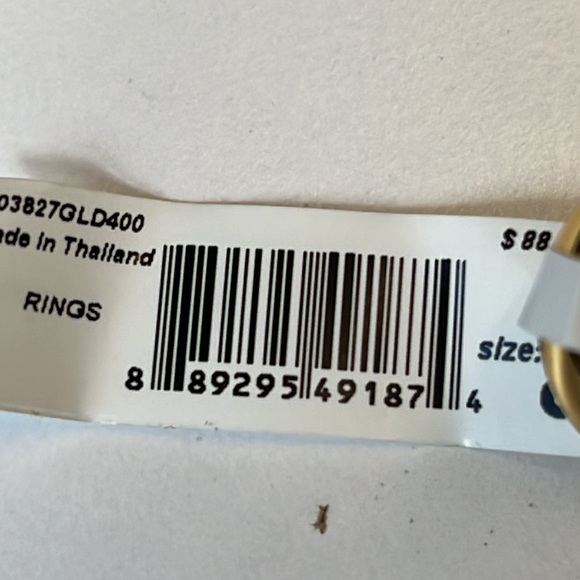 03827GLD400
ade in Thailand
RINGS
8 89295 49187 4
$ 88
size: